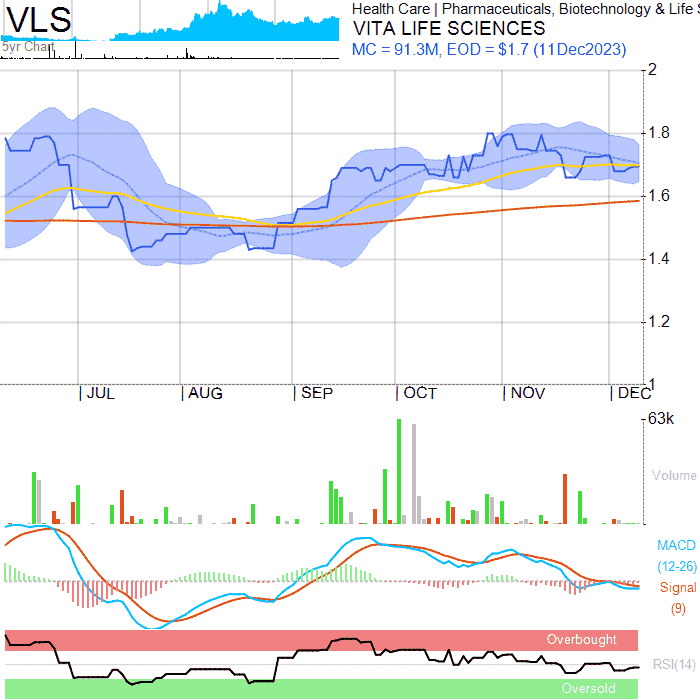 VLS
5yr Chart
Health Care | Pharmaceuticals, Biotechnology & Life S
VITA LIFE SCIENCES
MC = 91.3M, EOD = $1.7 (11Dec2023)
2
1.8
1.6
1.4
1.2
1
| JUL | AUG | SEP | OCT | NOV | DEC
63k
Volume
MACD
(12-26)
Signal
(9)
Overbought
RSI(14)
Oversold